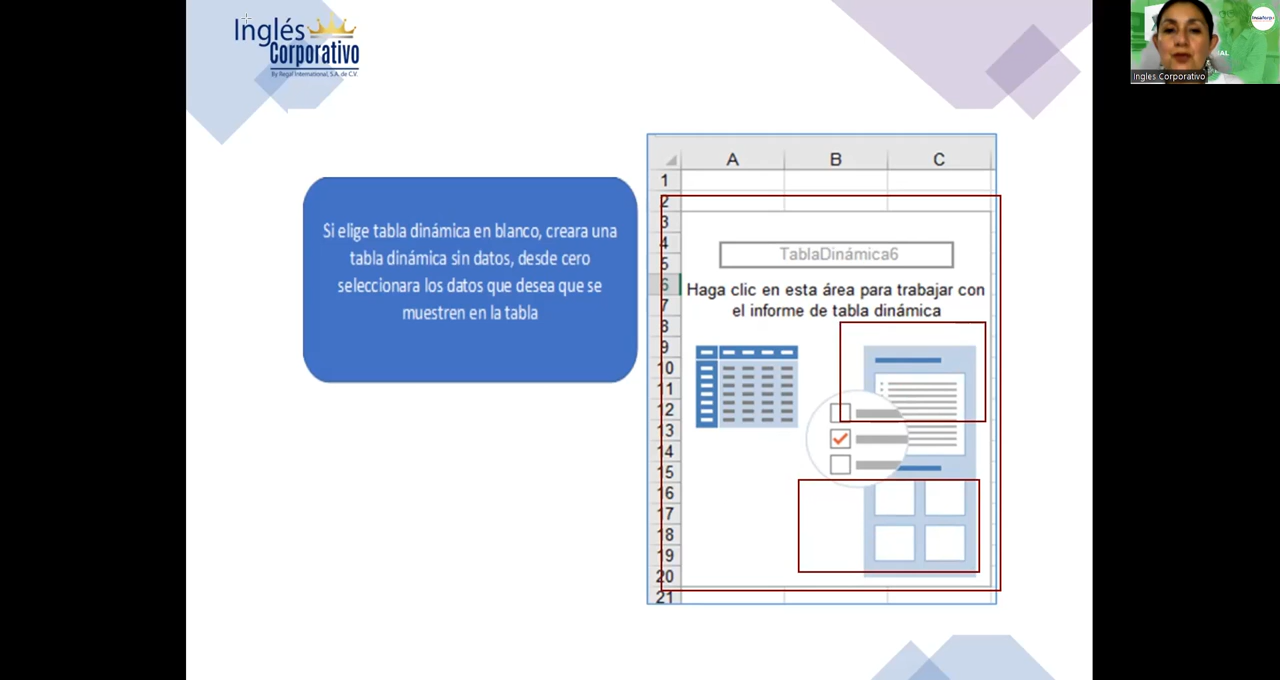 Inglés
Corporativo
By Regal International, S.A. de C.V.
Ingles Corporativo
Si elige tabla dinámica en blanco, creara una
tabla dinámica sin datos, desde cero
seleccionara los datos que desea que se
muestren en la tabla
A B C
1
2
3
4
5
6
7
8
9
10
11
12
13
14
15
16
17
18
19
20
21
TablaDinámica6
Haga clic en esta área para trabajar con
el informe de tabla dinámica